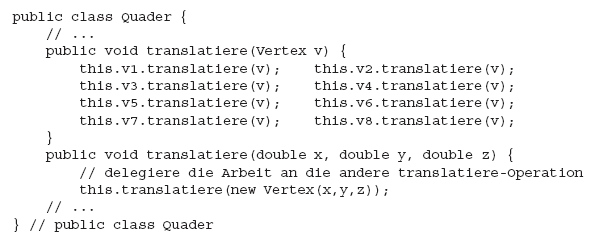 public class Quader {
    // ...
    public void translatiere(Vertex v) {
        this.v1.translatiere(v);    this.v2.translatiere(v);
        this.v3.translatiere(v);    this.v4.translatiere(v);
        this.v5.translatiere(v);    this.v6.translatiere(v);
        this.v7.translatiere(v);    this.v8.translatiere(v);
    }
    public void translatiere(double x, double y, double z) {
        // delegiere die Arbeit an die andere translatiere-Operation
        this.translatiere(new Vertex(x,y,z));
    // ...
} // public class Quader